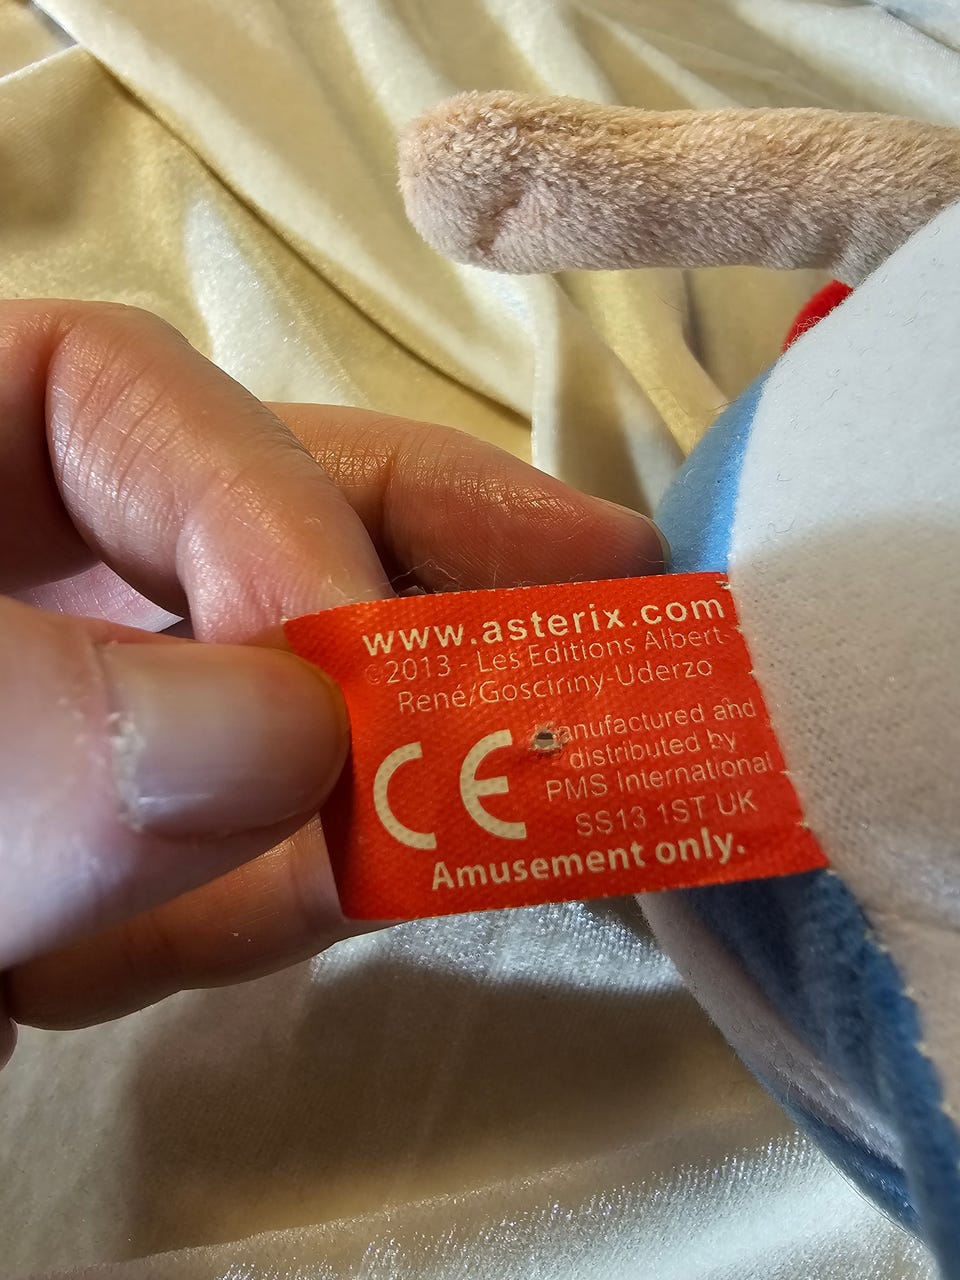 www.asterix.com
©2013 - Les Editions Albert-
René/Goscinny-Uderzo
CE
anufactured and
distributed by
PMS International
SS13 1ST UK
Amusement only.